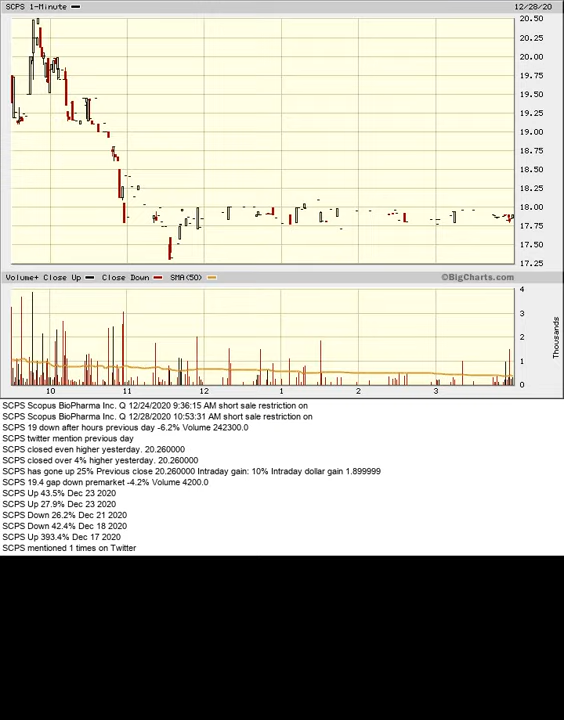 SCPS 1-Minute
12/28/20
20.50
20.25
20.00
19.75
19.50
19.25
19.00
18.75
18.50
18.25
18.00
17.75
17.50
17.25
Volume+ Close Up Close Down SMA(50)
©BigCharts.com
4
3
2
1
0
Thousands
10 11 12 1 2 3
SCPS Scopus BioPharma Inc. Q 12/24/2020 9:36:15 AM short sale restriction on
SCPS Scopus BioPharma Inc. Q 12/28/2020 10:53:31 AM short sale restriction on
SCPS 19 down after hours previous day -6.2% Volume 242300.0
SCPS twitter mention previous day
SCPS closed even higher yesterday. 20.260000
SCPS closed over 4% higher yesterday. 20.260000
SCPS has gone up 25% Previous close 20.260000 Intraday gain: 10% Intraday dollar gain 1.899999
SCPS 19.4 gap down premarket -4.2% Volume 4200.0
SCPS Up 43.5% Dec 23 2020
SCPS Up 27.9% Dec 23 2020
SCPS Down 26.2% Dec 21 2020
SCPS Down 42.4% Dec 18 2020
SCPS Up 393.4% Dec 17 2020
SCPS mentioned 1 times on Twitter